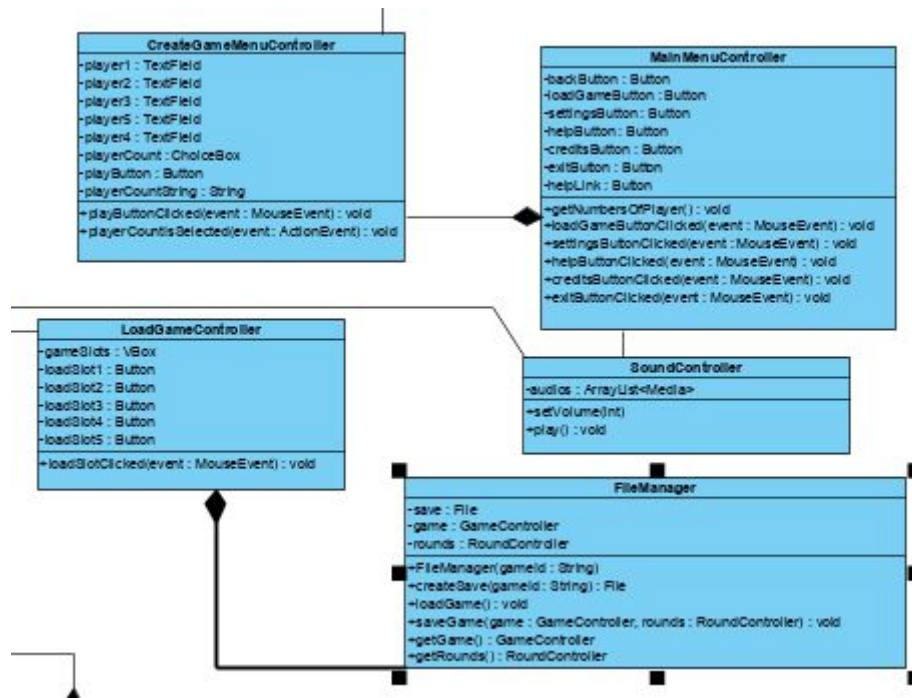 CreateGameMenuController
-player1 : TextField
-player2 : TextField
-player3 : TextField
-player5 : TextField
-player4 : TextField
-playerCount : ChoiceBox
-playButton : Button
-playerCountString : String
+playButtonClicked(event : MouseEvent) : void
+playerCountIsSelected(event : ActionEvent) : void
MainMenuController
-backButton : Button
-loadGameButton : Button
-settingsButton : Button
-helpButton : Button
-creditsButton : Button
-exitButton : Button
-helpLink : Button
+getNumbersOfPlayer() : void
+loadGameButtonClicked(event : MouseEvent) : void
+settingsButtonClicked(event : MouseEvent) : void
+helpButtonClicked(event : MouseEvent) : void
+creditsButtonClicked(event : MouseEvent) : void
+exitButtonClicked(event : MouseEvent) : void
LoadGameController
-gameSlots : VBox
-loadSlot1 : Button
-loadSlot2 : Button
-loadSlot3 : Button
-loadSlot4 : Button
-loadSlot5 : Button
+loadSlotClicked(event : MouseEvent) : void
SoundController
-audios : ArrayList<Media>
+setVolume(int)
+play() : void
FileManager
-save : File
-game : GameController
-rounds : RoundController
+FileManager(gameId : String)
+createSave(gameId : String) : File
+loadGame() : void
+saveGame(game : GameController, rounds : RoundController) : void
+getGame() : GameController
+getRounds() : RoundController